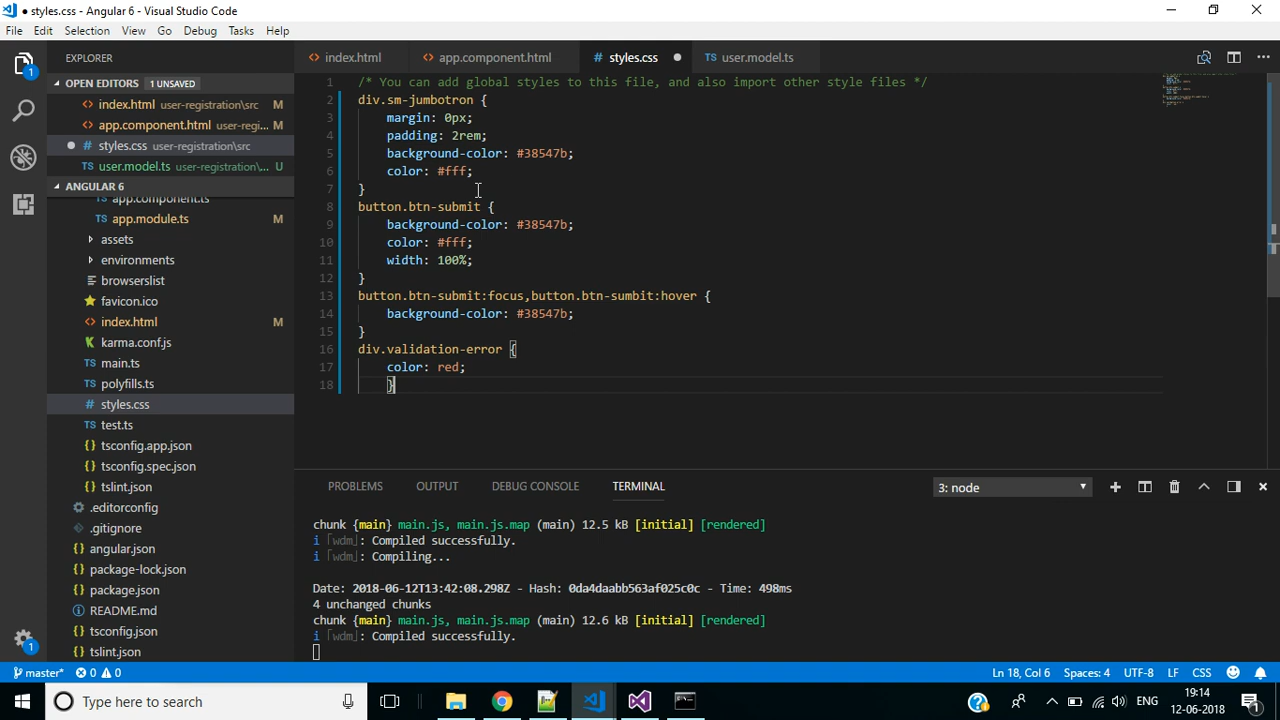 ● styles.css - Angular 6 - Visual Studio Code
File Edit Selection View Go Debug Tasks Help
EXPLORER
OPEN EDITORS 1 UNSAVED
index.html user-registration\src M
app.component.html user-regi... M
styles.css user-registration\src
TS user.model.ts user-registration\... U
ANGULAR 6
app.component.ts
TS app.module.ts M
assets
environments
browserslist
favicon.ico
index.html M
karma.conf.js
TS main.ts
TS polyfills.ts
# styles.css
TS test.ts
{} tsconfig.app.json
{} tsconfig.spec.json
{} tslint.json
.editorconfig
.gitignore
{} angular.json
{} package-lock.json
{} package.json
README.md
{} tsconfig.json
{} tslint.json
1
1
index.html app.component.html # styles.css ● TS user.model.ts
1 /* You can add global styles to this file, and also import other style files */
2 div.sm-jumbotron {
3 margin: 0px;
4 padding: 2rem;
5 background-color: #38547b;
6 color: #fff;
7 }
8 button.btn-submit {
9 background-color: #38547b;
10 color: #fff;
11 width: 100%;
12 }
13 button.btn-submit:focus,button.btn-sumbit:hover {
14 background-color: #38547b;
15 }
16 div.validation-error {
17 color: red;
18 }
PROBLEMS OUTPUT DEBUG CONSOLE TERMINAL 3: node
chunk {main} main.js, main.js.map (main) 12.5 kB [initial] [rendered]
i ｢wdm｣: Compiled successfully.
i ｢wdm｣: Compiling...
Date: 2018-06-12T13:42:08.298Z - Hash: 0da4daabb563af025c0c - Time: 498ms
4 unchanged chunks
chunk {main} main.js, main.js.map (main) 12.6 kB [initial] [rendered]
i ｢wdm｣: Compiled successfully.
master* 0 0 Ln 18, Col 6 Spaces: 4 UTF-8 LF CSS
Type here to search ENG 19:14
12-06-2018 1